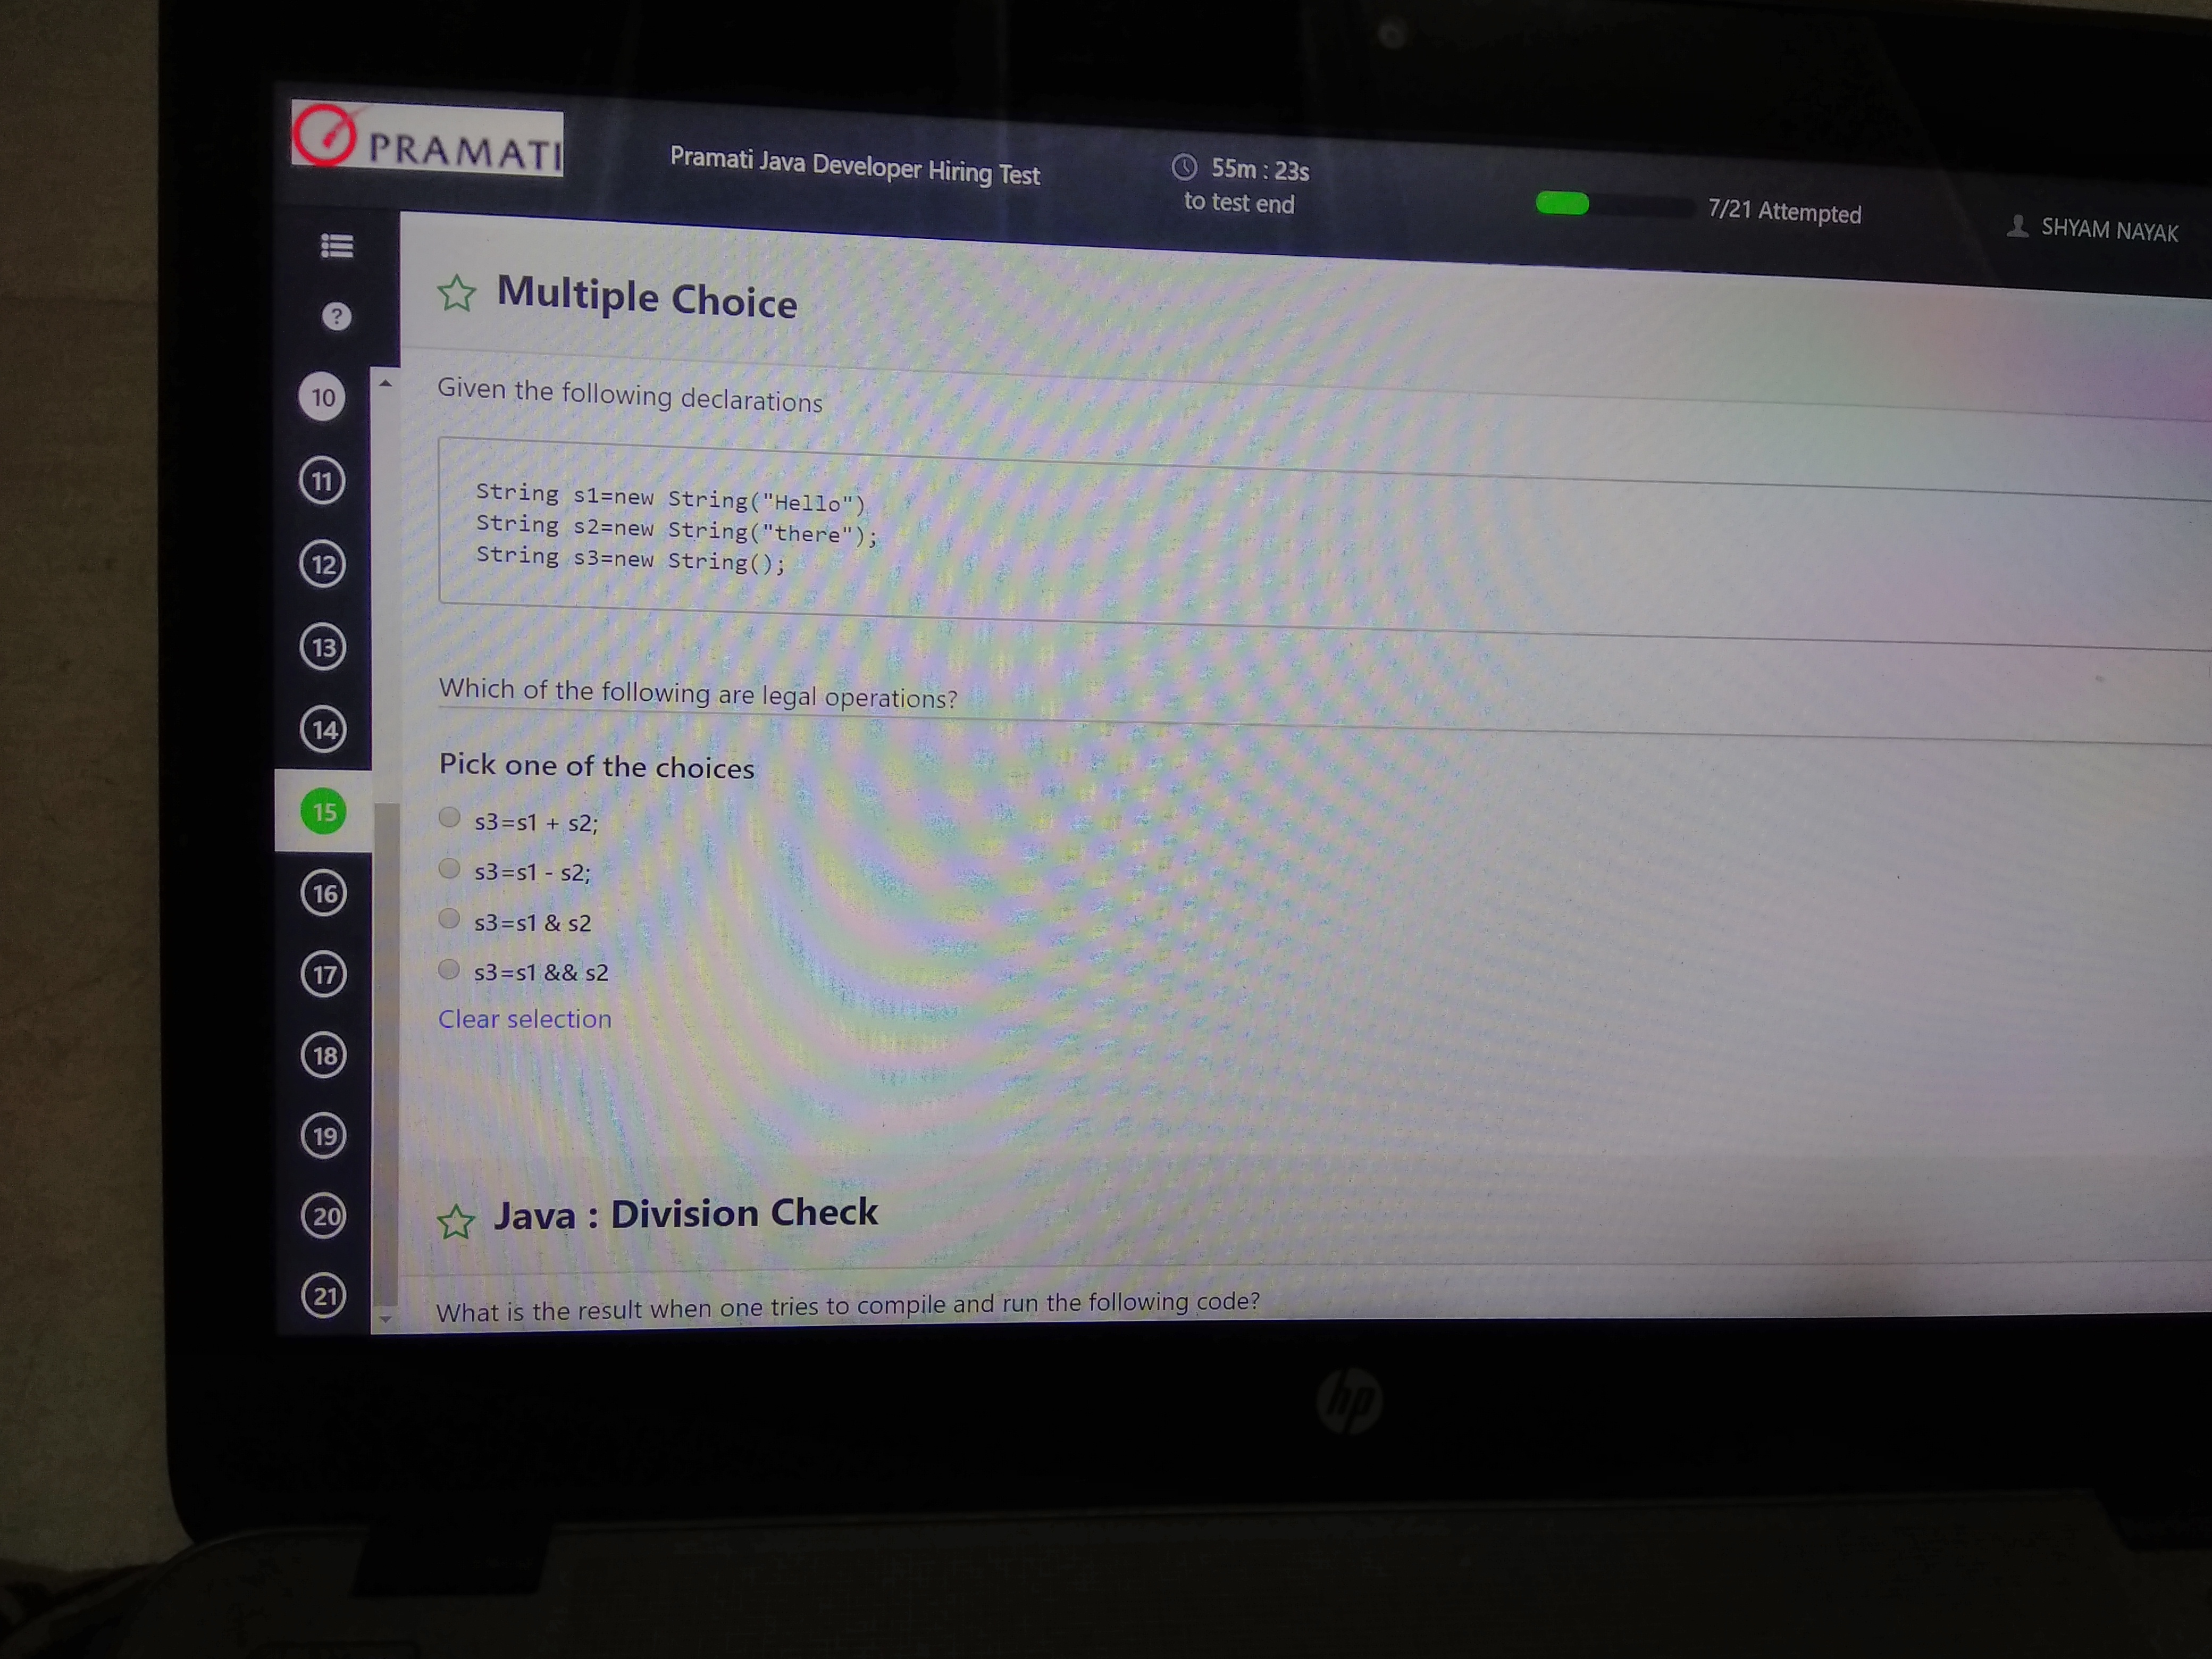 PRAMATI
Pramati Java Developer Hiring Test
55m : 23s
to test end
7/21 Attempted
SHYAM NAYAK
?
10
11
12
13
14
15
16
17
18
19
20
21
Multiple Choice
Given the following declarations
String s1=new String("Hello")
String s2=new String("there");
String s3=new String();
Which of the following are legal operations?
Pick one of the choices
s3=s1 + s2;
s3=s1 - s2;
s3=s1 & s2
s3=s1 && s2
Clear selection
Java : Division Check
What is the result when one tries to compile and run the following code?
hp